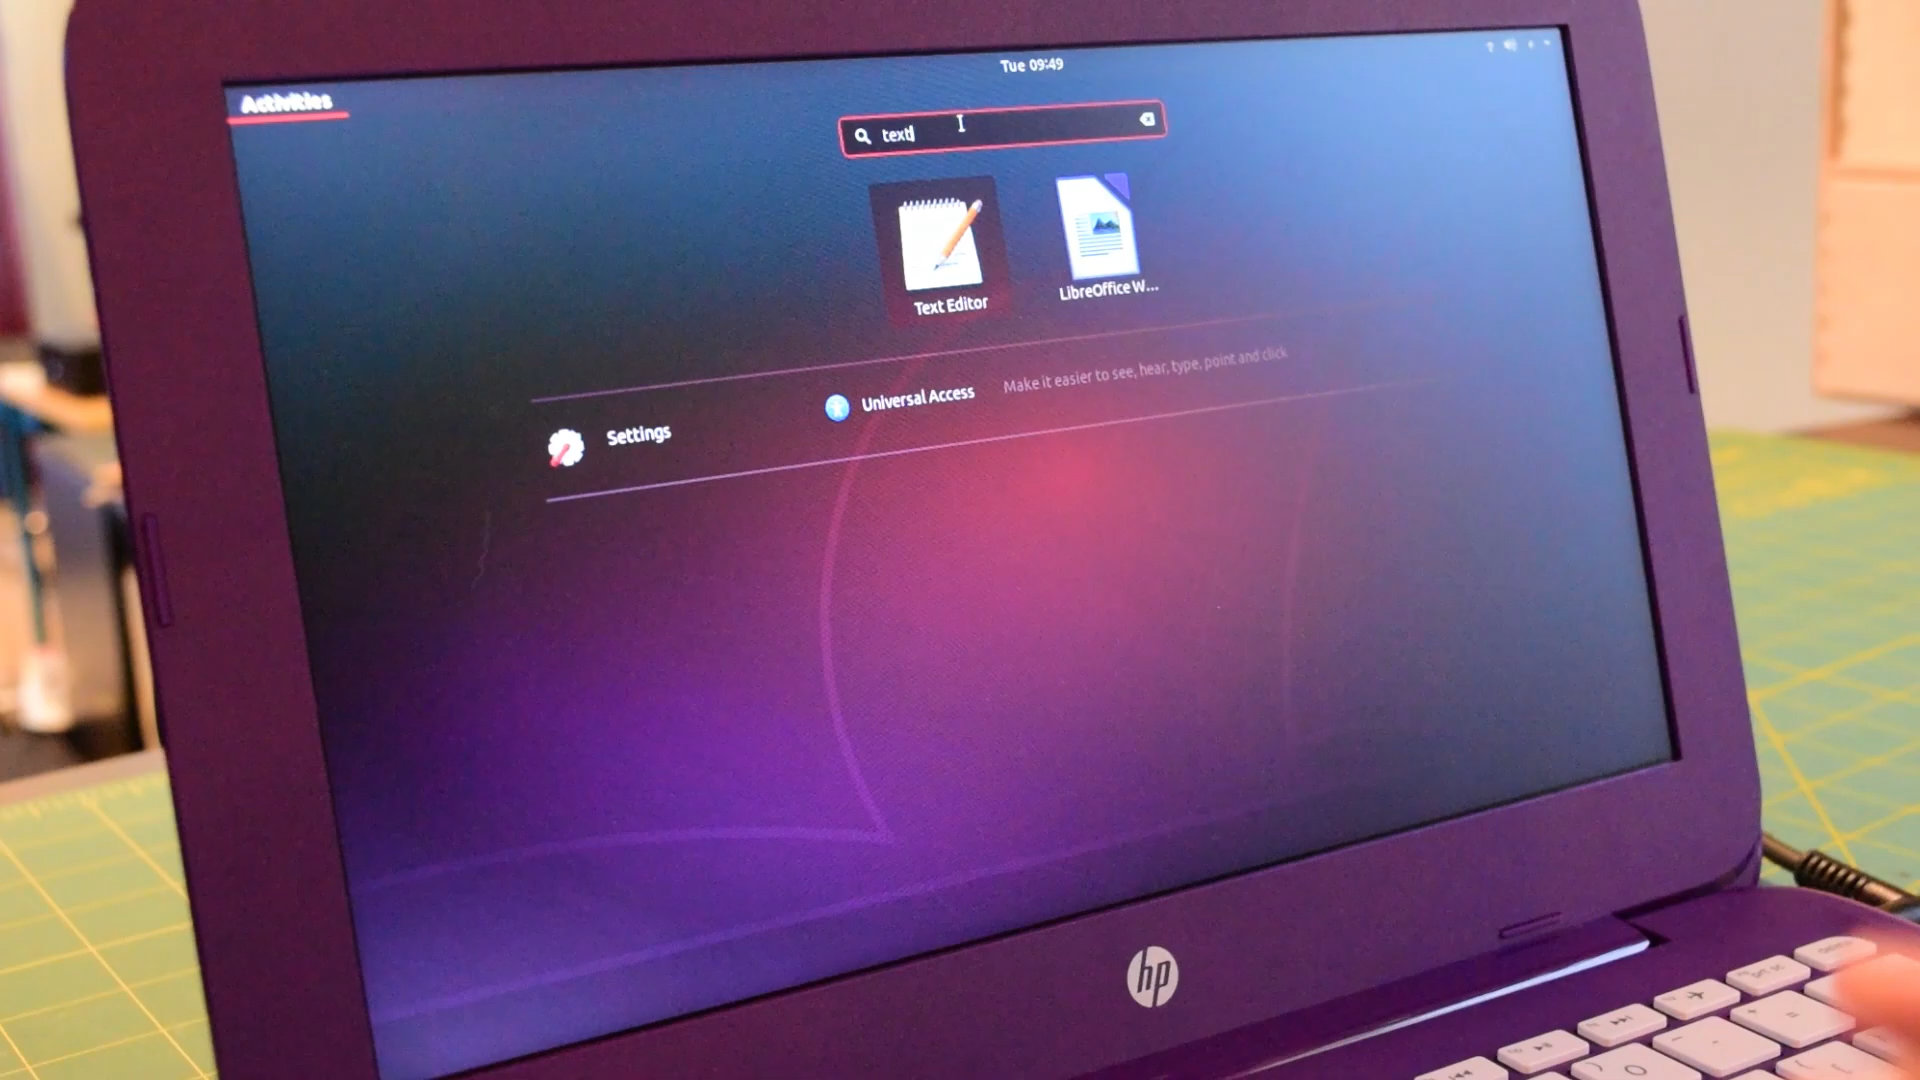 Activities
Tue 09:49
text
Text Editor
LibreOffice W...
Settings
Universal Access
Make it easier to see, hear, type, point and click
hp